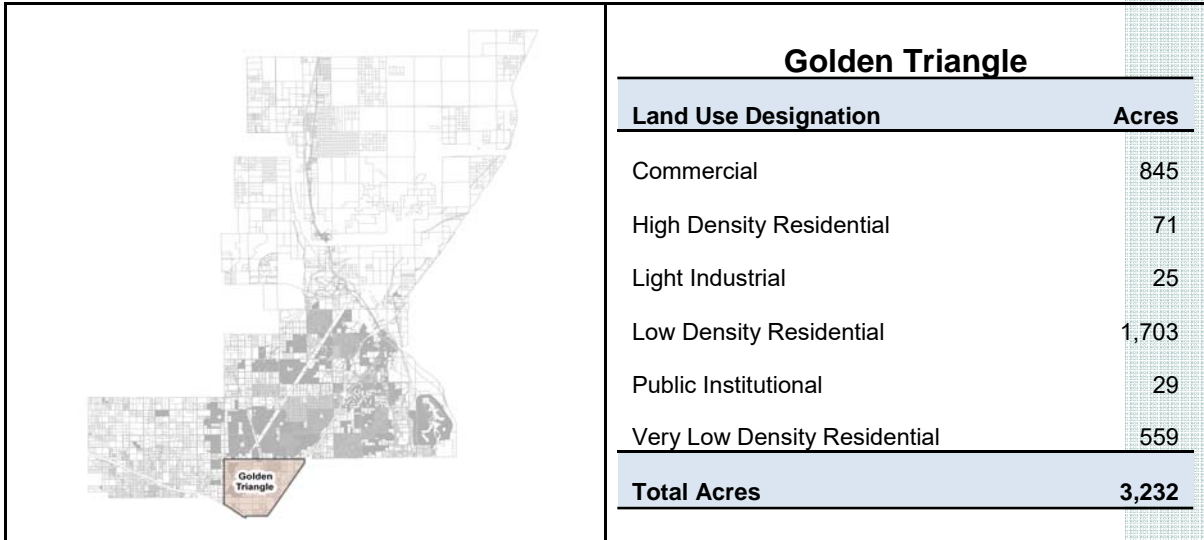 Golden
Triangle
Golden Triangle
Land Use Designation Acres
Commercial 845
High Density Residential 71
Light Industrial 25
Low Density Residential 1,703
Public Institutional 29
Very Low Density Residential 559
Total Acres 3,232